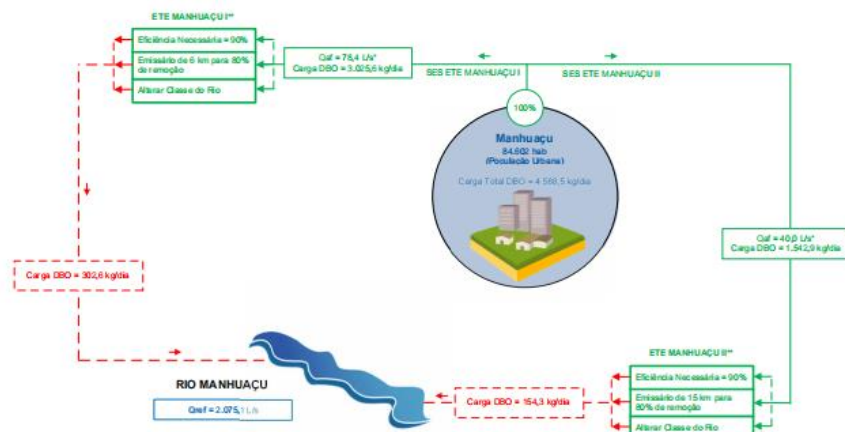 ETE MANHUAÇU I**
Eficiência Necessária = 90%
Emissário de 6 km para 80%
de remoção
Alterar Classe do Rio
Qaf = 78,4 L/s*
Carga DBO = 3.025,6 kg/dia
SES ETE MANHUAÇU I
SES ETE MANHUAÇU II
100%
Manhuaçu
84.602 hab
(População Urbana)
Carga Total DBO = 4.568,5 kg/dia
Qaf = 40,0 L/s*
Carga DBO = 1.542,9 kg/dia
Carga DBO = 302,6 kg/dia
RIO MANHUAÇU
Qref = 2.075,1 L/s
Carga DBO = 154,3 kg/dia
ETE MANHUAÇU II**
Eficiência Necessária = 90%
Emissário de 15 km para
80% de remoção
Alterar Classe do Rio